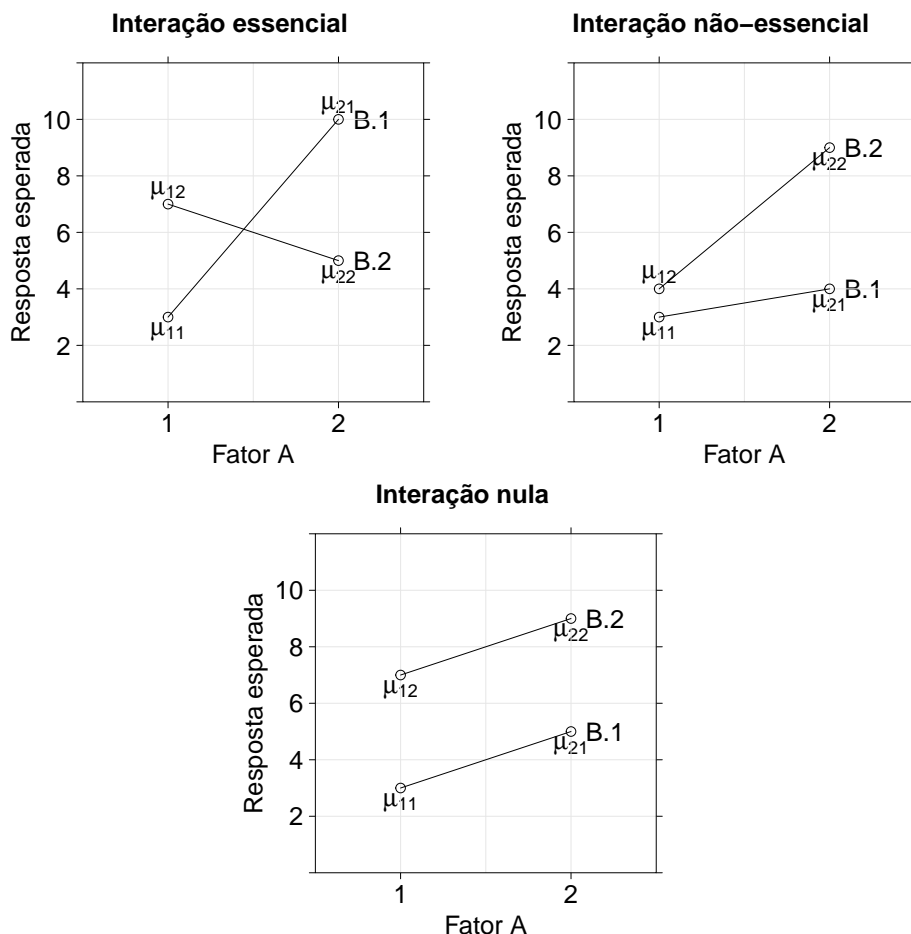 Interação essencial
Resposta esperada
10
8
6
4
2
μ12
μ11
μ21
B.1
μ22
B.2
1
2
Fator A
Interação não−essencial
Resposta esperada
10
8
6
4
2
μ12
μ11
B.2
μ22
B.1
μ21
1
2
Fator A
Interação nula
Resposta esperada
10
8
6
4
2
μ12
μ11
B.2
μ22
B.1
μ21
1
2
Fator A